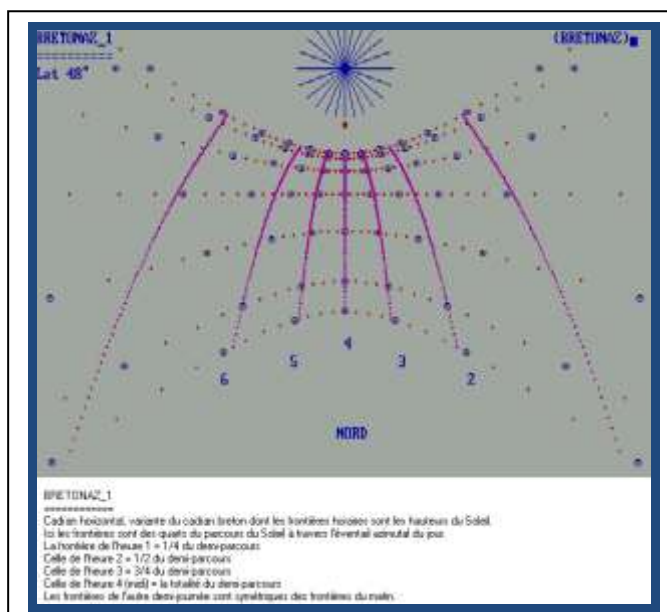 BRETONAZ_1
(BRETONAZ)
==========
Lat 48°
4
5
3
6
2
NORD
BRETONAZ_1
============
Cadran horizontal, variante du cadran breton dont les frontières horaires sont les hauteurs du Soleil.
Ici les frontières sont des quarts du parcours du Soleil à travers l'éventail azimutal du jour.
La frontière de l'heure 1 = 1/4 du demi-parcours
Celle de l'heure 2 = 1/2 du demi-parcours
Celle de l'heure 3 = 3/4 du demi-parcours
Celle de l'heure 4 (midi) = la totalité du demi-parcours
Les frontières de l'autre demi-journée sont symétriques des frontières du matin.